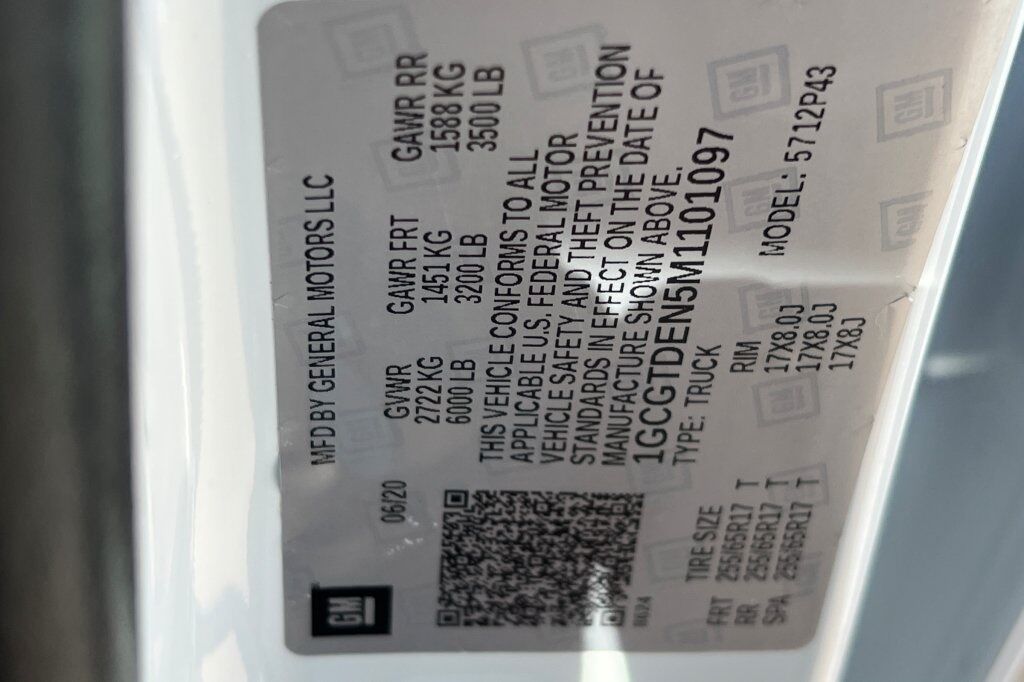 GM
MFD BY GENERAL MOTORS LLC
06/20
GVWR GAWR FRT GAWR RR
2722 KG 1451 KG 1588 KG
6000 LB 3200 LB 3500 LB
THIS VEHICLE CONFORMS TO ALL
APPLICABLE U.S. FEDERAL MOTOR
VEHICLE SAFETY AND THEFT PREVENTION
STANDARDS IN EFFECT ON THE DATE OF
MANUFACTURE SHOWN ABOVE.
1GCGTDEN5M1101097
TYPE: TRUCK MODEL: 5712P43
TIRE SIZE RIM
FRT 255/65R17 T 17X8.0J
RR 255/65R17 T 17X8.0J
SPA 255/65R17 T 17X8J